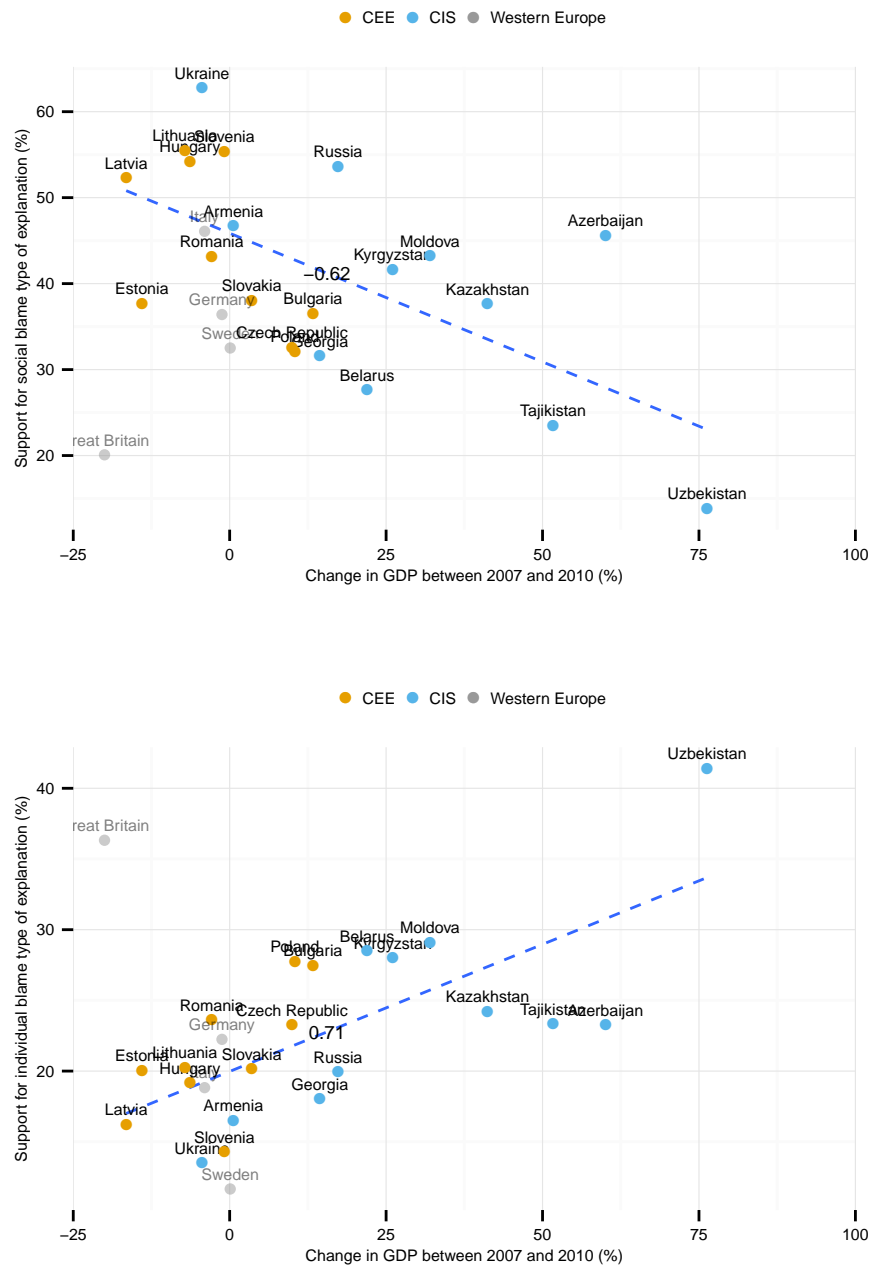 CEE CIS Western Europe
Support for social blame type of explanation (%)
Ukraine
60
Lithuania
Slovenia
Hungary
Russia
Latvia
50
Italy
Armenia
Azerbaijan
Romania
Moldova
Kyrgyzstan
40
−0.62
Estonia
Slovakia
Kazakhstan
Germany
Bulgaria
Sweden
Czech Republic
Poland
Georgia
30
Belarus
Tajikistan
reat Britain
20
Uzbekistan
−25 0 25 50 75 100
Change in GDP between 2007 and 2010 (%)
CEE CIS Western Europe
Support for individual blame type of explanation (%)
Uzbekistan
40
reat Britain
30
Moldova
Belarus
Kyrgyzstan
Poland
Bulgaria
Kazakhstan
Romania
Czech Republic
Tajikistan
Azerbaijan
Germany
0.71
Estonia
Lithuania
Slovakia
Hungary
Italy
Russia
20
Georgia
Latvia
Armenia
Slovenia
Ukraine
Sweden
−25 0 25 50 75 100
Change in GDP between 2007 and 2010 (%)